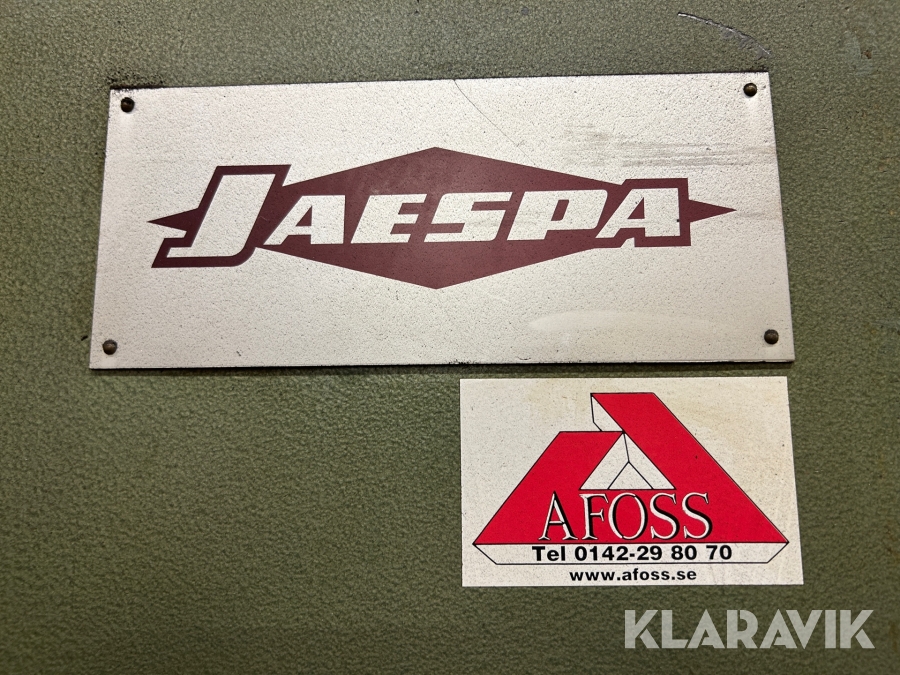 JAESPA
AFOSS
Tel 0142-29 80 70
www.afoss.se
KLARAVIK